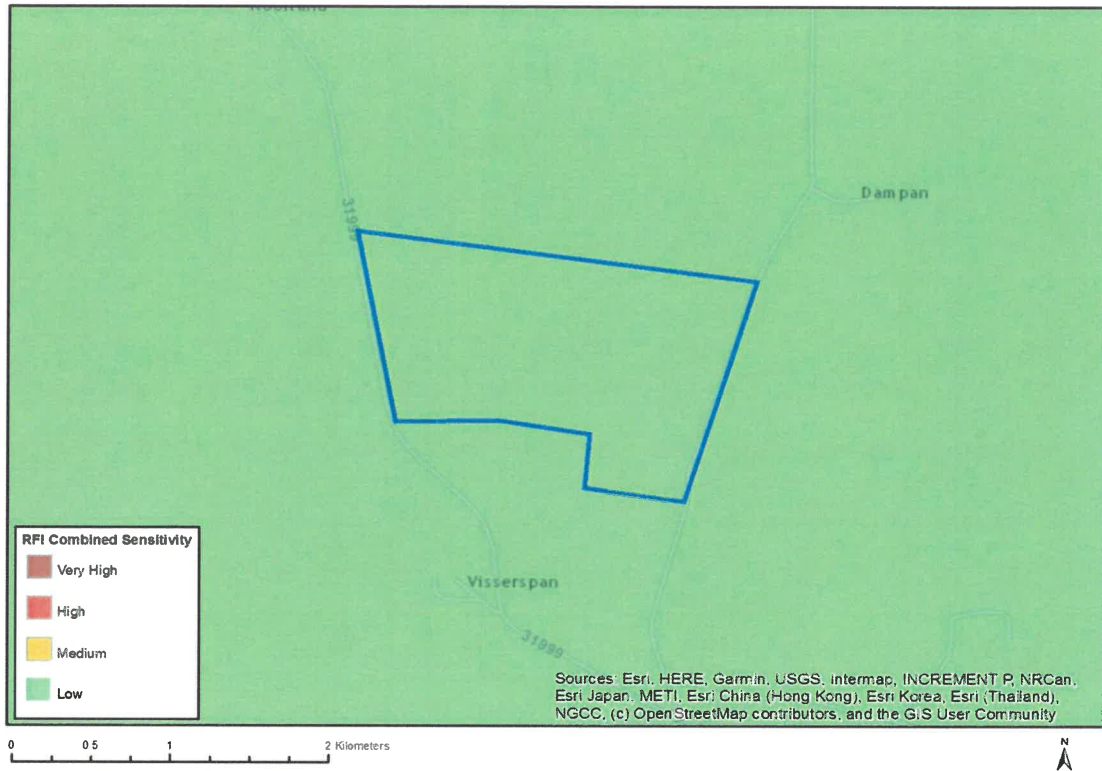 Dampan
Visserspan
31999
RFI Combined Sensitivity
Very High
High
Medium
Low
Sources: Esri, HERE, Garmin, USGS, Intermap, INCREMENT P, NRCan,
Esri Japan, METI, Esri China (Hong Kong), Esri Korea, Esri (Thailand),
NGCC, (c) OpenStreetMap contributors, and the GIS User Community
0 0.5 1 2 Kilometers
N